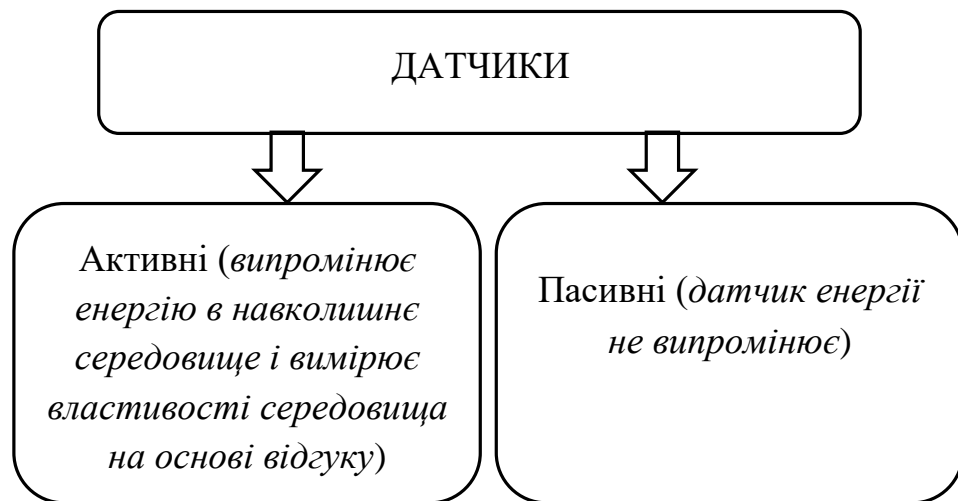 ДАТЧИКИ
Активні (випромінює
енергію в навколишнє
середовище і вимірює
властивості середовища
на основі відгуку)
Пасивні (датчик енергії
не випромінює)